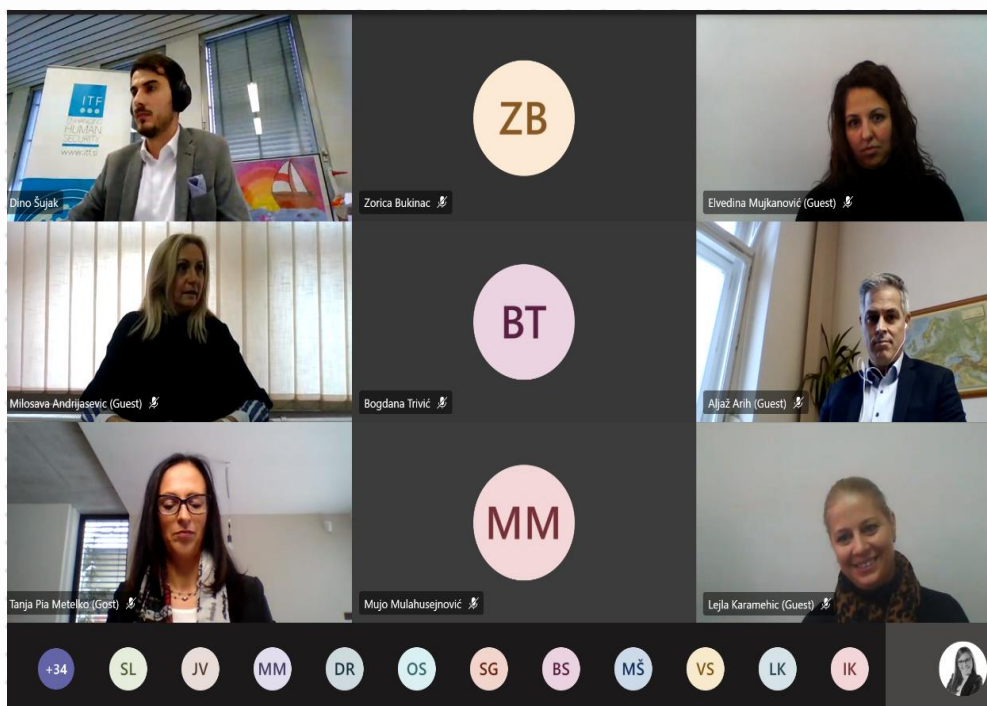 ITF
ENHANCING
HUMAN
SECURITY
www.itf.si
Dino Šujak
ZB
Zorica Bukinac
Elvedina Mujkanović (Guest)
Milosava Andrijasevic (Guest)
BT
Bogdana Trivić
Aljaž Arih (Guest)
Tanja Pia Metelko (Gost)
MM
Mujo Mulahusejnović
Lejla Karamehic (Guest)
+34
SL
JV
MM
DR
OS
SG
BS
MŠ
VS
LK
IK